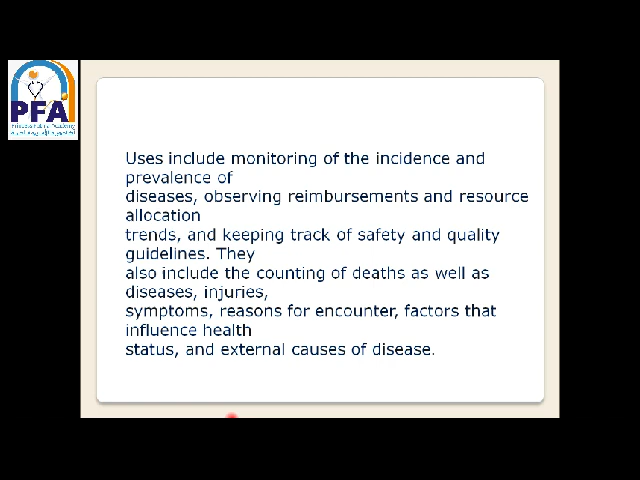 PFA
Uses include monitoring of the incidence and
prevalence of
diseases, observing reimbursements and resource
allocation
trends, and keeping track of safety and quality
guidelines. They
also include the counting of deaths as well as
diseases, injuries,
symptoms, reasons for encounter, factors that
influence health
status, and external causes of disease.